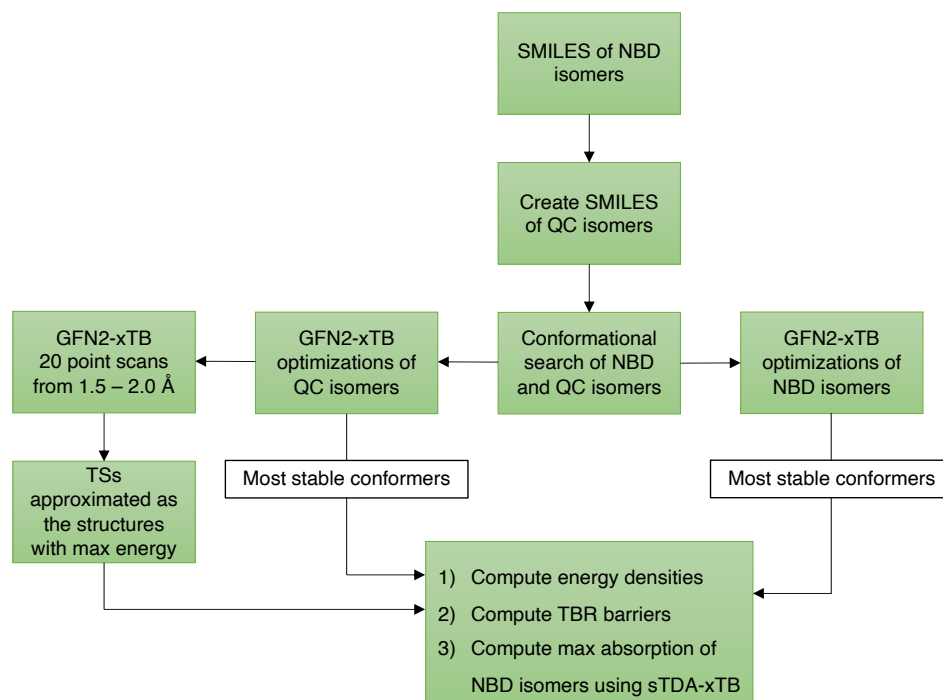 SMILES of NBD
isomers
Create SMILES
of QC isomers
GFN2-xTB
20 point scans
from 1.5 – 2.0 Å
GFN2-xTB
optimizations of
QC isomers
Conformational
search of NBD
and QC isomers
GFN2-xTB
optimizations of
NBD isomers
Most stable conformers
Most stable conformers
TSs
approximated as
the structures
with max energy
1) Compute energy densities
2) Compute TBR barriers
3) Compute max absorption of
NBD isomers using sTDA-xTB